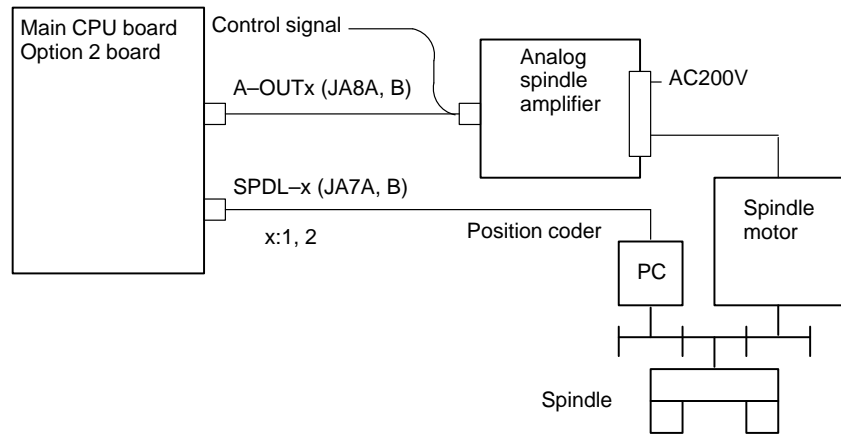 Main CPU board
Option 2 board
Control signal
A–OUTx (JA8A, B)
Analog
spindle
amplifier
AC200V
SPDL–x (JA7A, B)
x:1, 2
Position coder
PC
Spindle
motor
Spindle